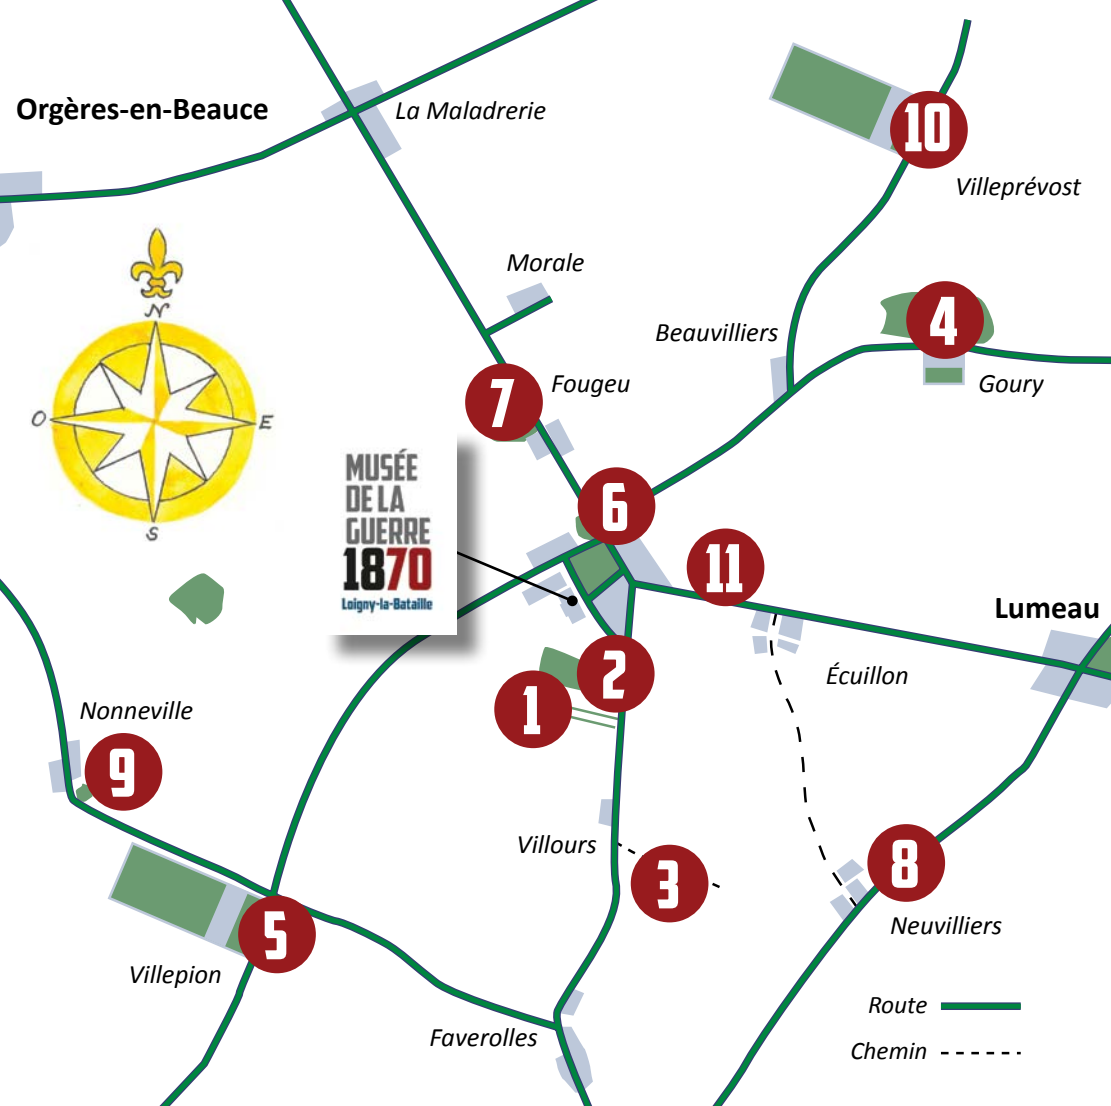 Orgères-en-Beauce
La Maladrerie
10
Villeprévost
N
O
E
S
Morale
4
Beauvilliers
Goury
7
Fougeu
MUSÉE
DE LA
GUERRE
1870
Loigny-la-Bataille
6
11
Lumeau
2
Écuillon
1
Nonneville
9
Villours
3
8
Neuvilliers
5
Villepion
Faverolles
Route
Chemin